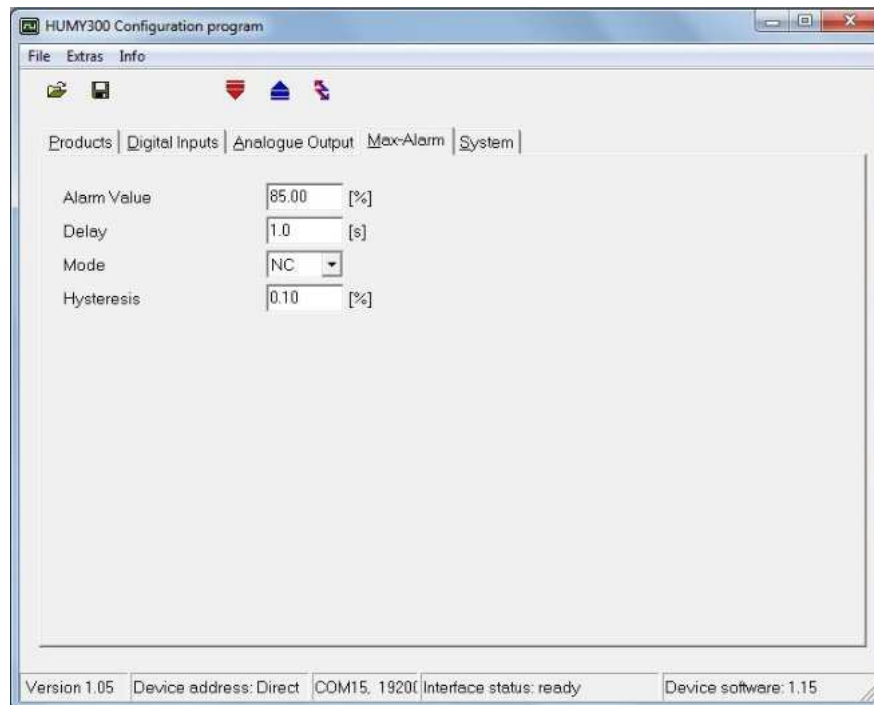 HUMY300 Configuration program
File Extras Info
Products Digital Inputs Analogue Output Max-Alarm System
Alarm Value 85.00 [%]
Delay 1.0 [s]
Mode NC
Hysteresis 0.10 [%]
Version 1.05 Device address: Direct COM15, 1920( Interface status: ready Device software: 1.15